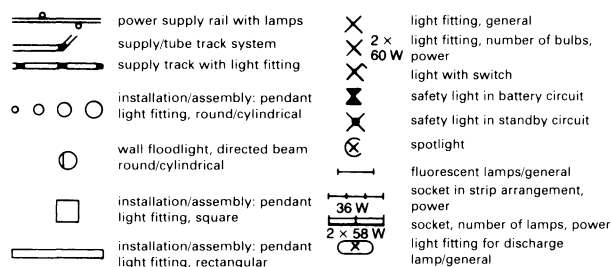 power supply rail with lamps
supply/tube track system
supply track with light fitting
installation/assembly: pendant
light fitting, round/cylindrical
wall floodlight, directed beam
round/cylindrical
installation/assembly: pendant
light fitting, square
installation/assembly: pendant
light fitting, rectangular
light fitting, general
2 ×
60 W
light fitting, number of bulbs,
power
light with switch
safety light in battery circuit
safety light in standby circuit
spotlight
fluorescent lamps/general
socket in strip arrangement,
power
36 W
socket, number of lamps, power
2 × 58 W
light fitting for discharge
lamp/general